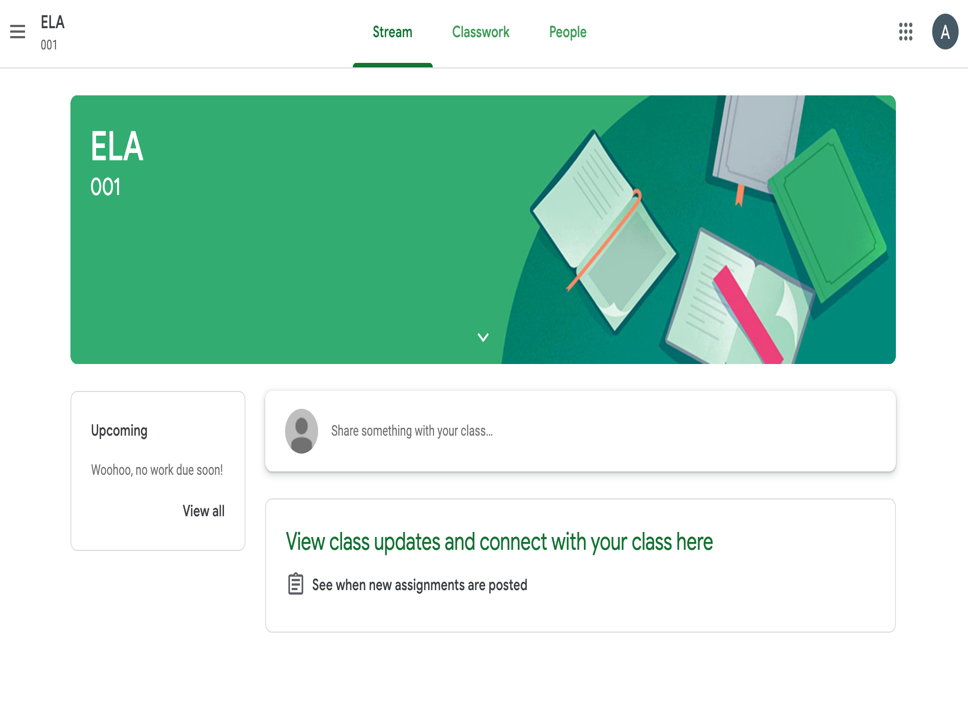 ELA
001
Stream
Classwork
People
A
ELA
001
Upcoming
Woohoo, no work due soon!
View all
Share something with your class...
View class updates and connect with your class here
See when new assignments are posted